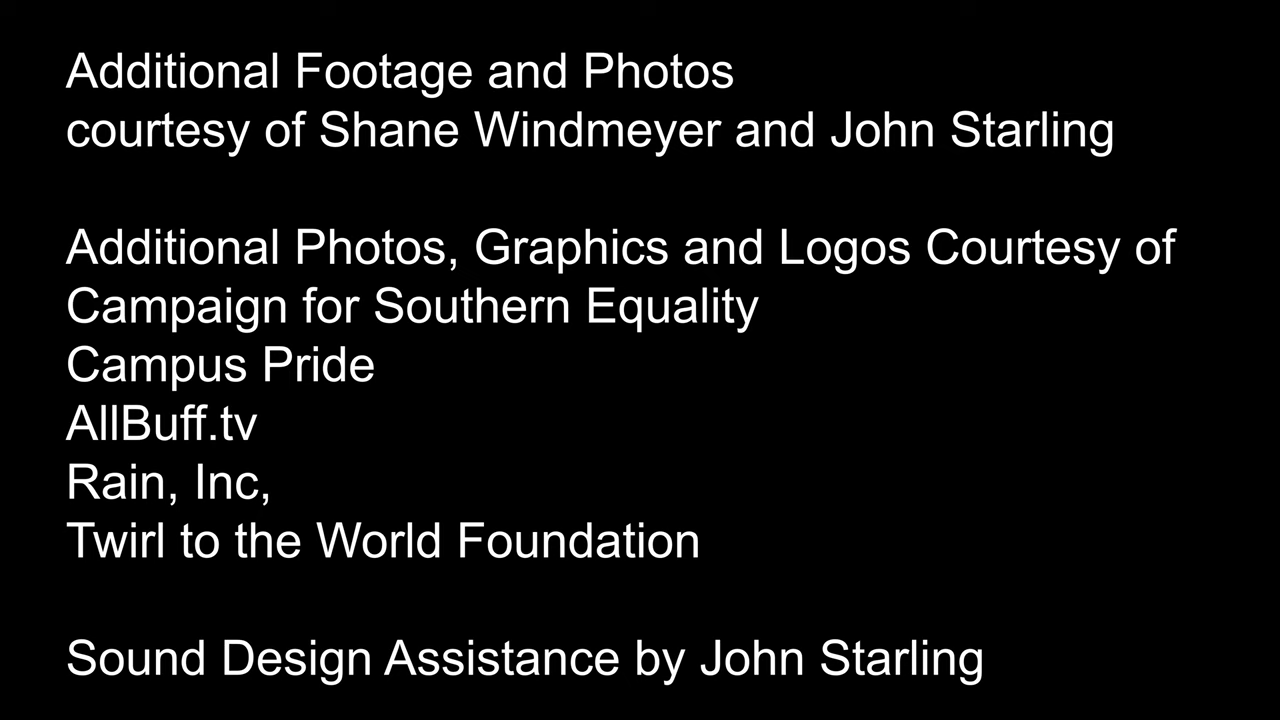 Additional Footage and Photos
courtesy of Shane Windmeyer and John Starling
Additional Photos, Graphics and Logos Courtesy of
Campaign for Southern Equality
Campus Pride
AllBuff.tv
Rain, Inc,
Twirl to the World Foundation
Sound Design Assistance by John Starling